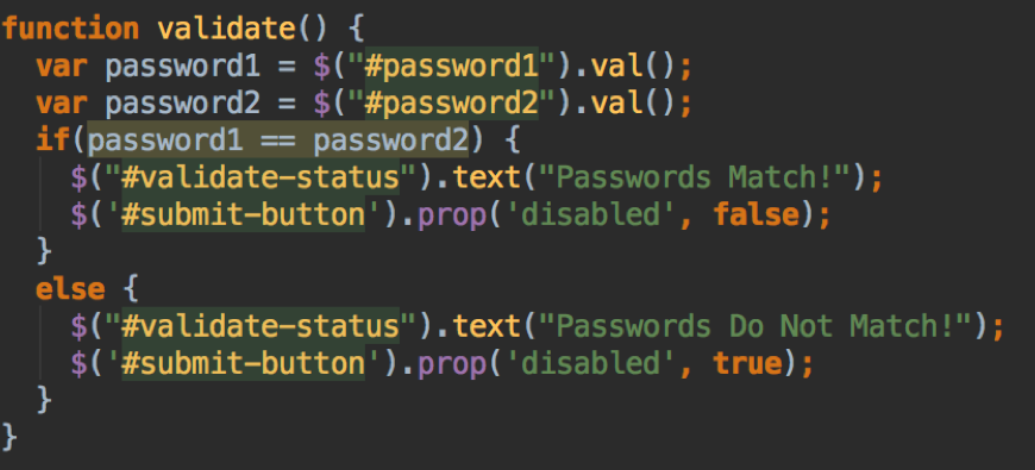 function validate() {
  var password1 = $("#password1").val();
  var password2 = $("#password2").val();
  if(password1 == password2) {
    $("#validate-status").text("Passwords Match!");
    $('#submit-button').prop('disabled', false);
  }
  else {
    $("#validate-status").text("Passwords Do Not Match!");
    $('#submit-button').prop('disabled', true);
  }
}